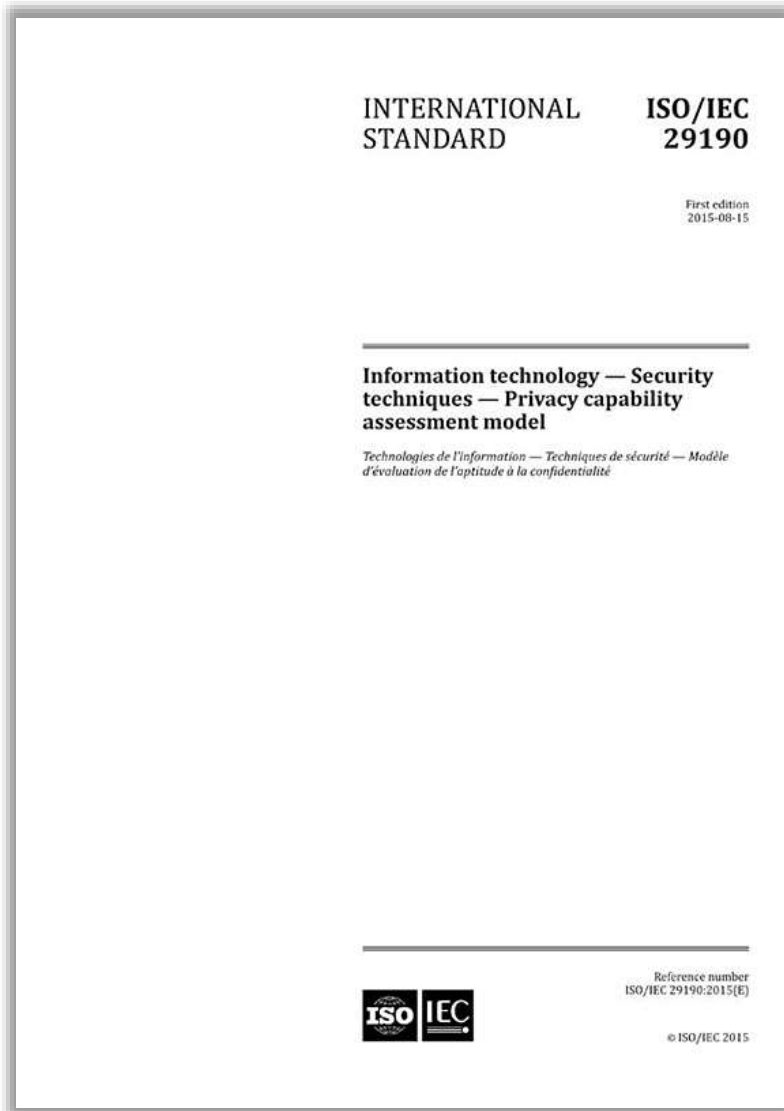 INTERNATIONAL STANDARD
ISO/IEC 29190
First edition
2015-08-15
Information technology — Security
techniques — Privacy capability
assessment model
Technologies de l'information — Techniques de sécurité — Modèle
d'évaluation de l'aptitude à la confidentialité
Reference number
ISO/IEC 29190:2015(E)
ISO IEC
© ISO/IEC 2015